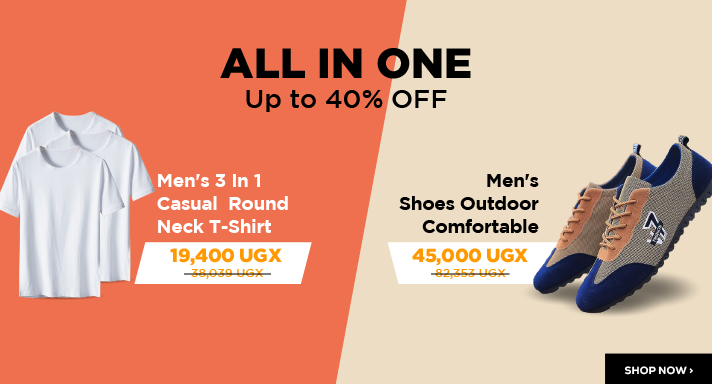 ALL IN ONE
Up to 40% OFF
Men's 3 In 1
Casual Round
Neck T-Shirt
19,400 UGX
38,039 UGX
Men's
Shoes Outdoor
Comfortable
45,000 UGX
82,353 UGX
7
SHOP NOW ›